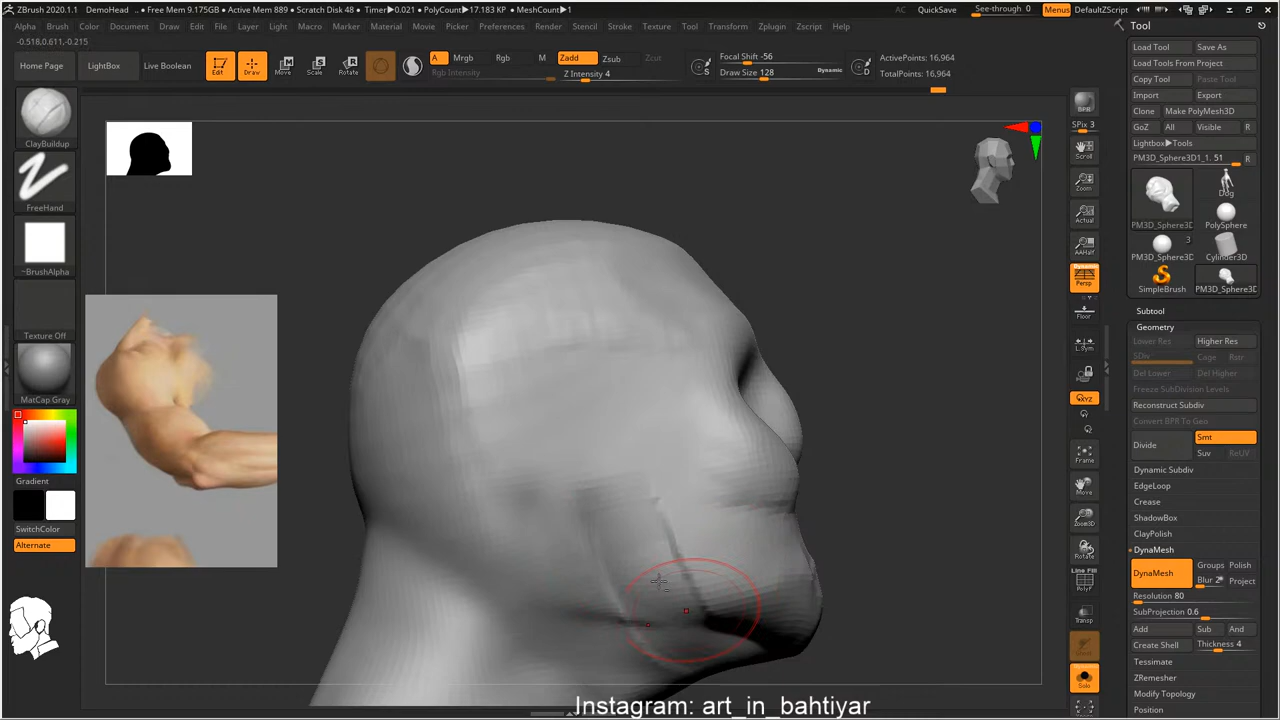 ZBrush 2020.1.1 DemoHead • Free Mem 9.175GB • Active Mem 889 • Scratch Disk 48 • Timer▶0.021 • PolyCount▶17.183 KP • MeshCount▶1
AC QuickSave See-through 0 Menus DefaultZScript
Alpha Brush Color Document Draw Edit File Layer Light Macro Marker Material Movie Picker Preferences Render Stencil Stroke Texture Tool Transform Zplugin Zscript Help
-0.518,0.611,-0.215
Home Page LightBox Live Boolean Edit Draw Move Scale Rotate
A Mrgb Rgb M Zadd Zsub
Rgb Intensity Z Intensity 4
Focal Shift -56
Draw Size 128 Dynamic
S D
ActivePoints: 16,964
TotalPoints: 16,964
ClayBuildup
FreeHand
~BrushAlpha
Texture Off
MatCap Gray
Gradient
SwitchColor
Alternate
BPR
SPix 3
Scroll
Zoom
Actual
AAHalf
Dynamic
Persp
Floor
L.Sym
XYZ
Frame
Move
Zoom3D
Rotate
Line Fill
PolyF
Transp
Dynamic
Solo
Xpose
Tool
Load Tool Save As
Load Tools From Project
Copy Tool Paste Tool
Import Export
Clone Make PolyMesh3D
GoZ All Visible R
Lightbox▶Tools
PM3D_Sphere3D1_1. 51 R
Dog
PM3D_Sphere3D PolySphere
3
PM3D_Sphere3D Cylinder3D
SimpleBrush PM3D_Sphere3D
Subtool
Geometry
Lower Res Higher Res
SDiv Cage Rstr
Del Lower Del Higher
Freeze SubDivision Levels
Reconstruct Subdiv
Convert BPR To Geo
Divide Smt
Suv ReUV
Dynamic Subdiv
EdgeLoop
Crease
ShadowBox
ClayPolish
DynaMesh
DynaMesh Groups Polish
Blur 2 Project
Resolution 80
SubProjection 0.6
Add Sub And
Create Shell Thickness 4
Tessimate
ZRemesher
Modify Topology
Position
Instagram: art_in_bahtiyar